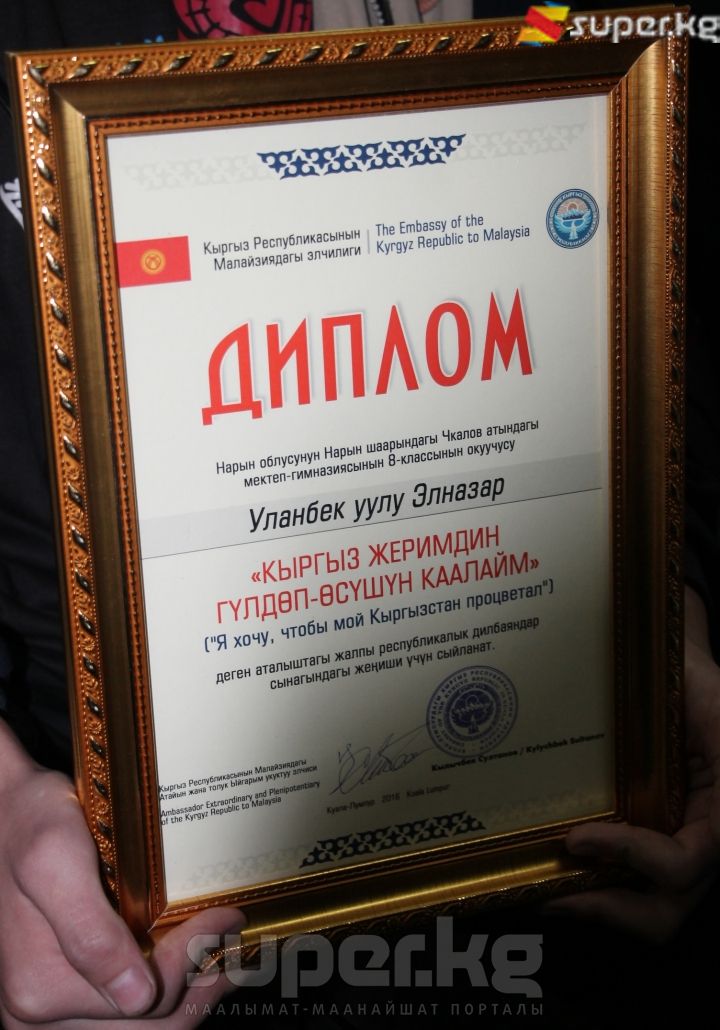 super.kg
Кыргыз Республикасынын
Малайзиядагы элчилиги
The Embassy of the
Kyrgyz Republic to Malaysia
ДИПЛОМ
Нарын облусунун Нарын шаарындагы Чкалов атындагы
мектеп-гимназиясынын 8-классынын окуучусу
Уланбек уулу Элназар
«КЫРГЫЗ ЖЕРИМДИН
ГҮЛДӨП-ӨСҮШҮН КААЛАЙМ»
("Я хочу, чтобы мой Кыргызстан процветал")
деген аталыштагы жалпы республикалык дилбаяндар
сынагындагы жеңиши үчүн сыйланат.
Кыргыз Республикасынын Малайзиядагы
Атайын жана толук ыйгарым укуктуу элчиси
Ambassador Extraordinary and Plenipotentiary
of the Kyrgyz Republic to Malaysia
Кылычбек Султанов / Kylychbek Sultanov
Куала-Лумпур 2016 Kuala Lumpur
super.kg
МААЛЫМАТ-МААНАЙШАТ ПОРТАЛЫ